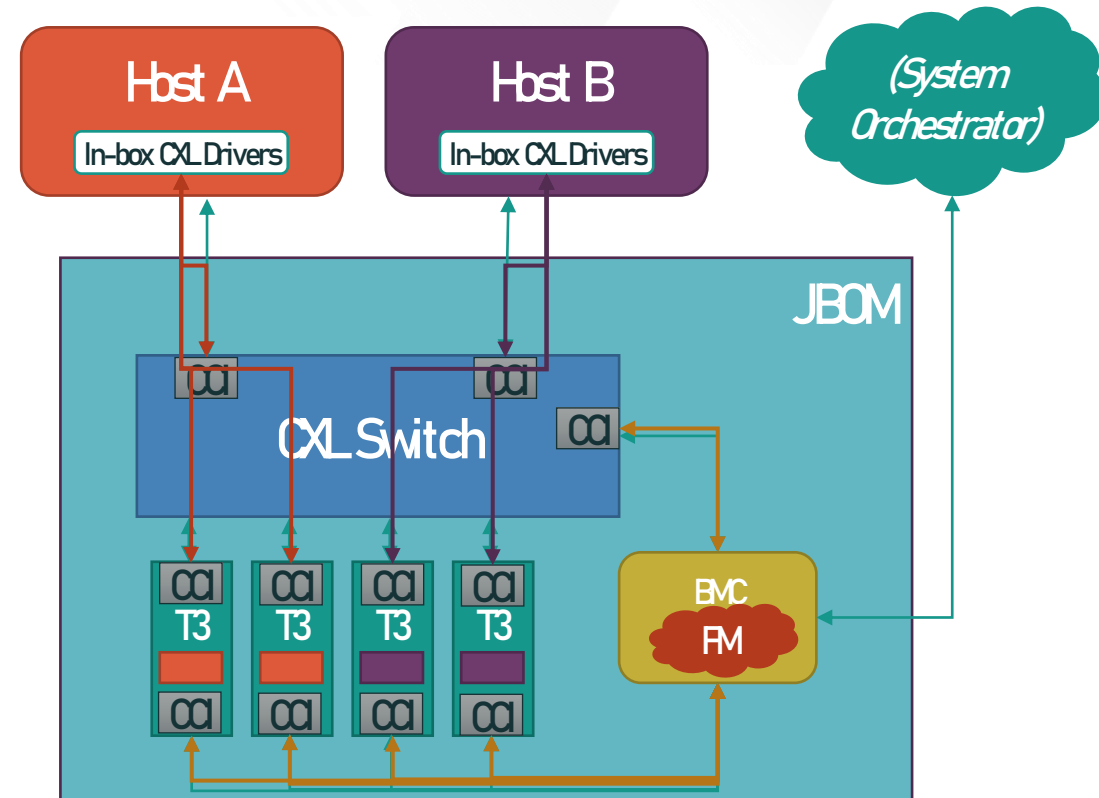 Host A
In-box CXL Drivers
Host B
In-box CXL Drivers
(System
Orchestrator)
JBOM
CCI
CCI
CCI
CXL Switch
CCI
CCI
CCI
CCI
T3
T3
T3
T3
CCI
CCI
CCI
CCI
BMC
FM